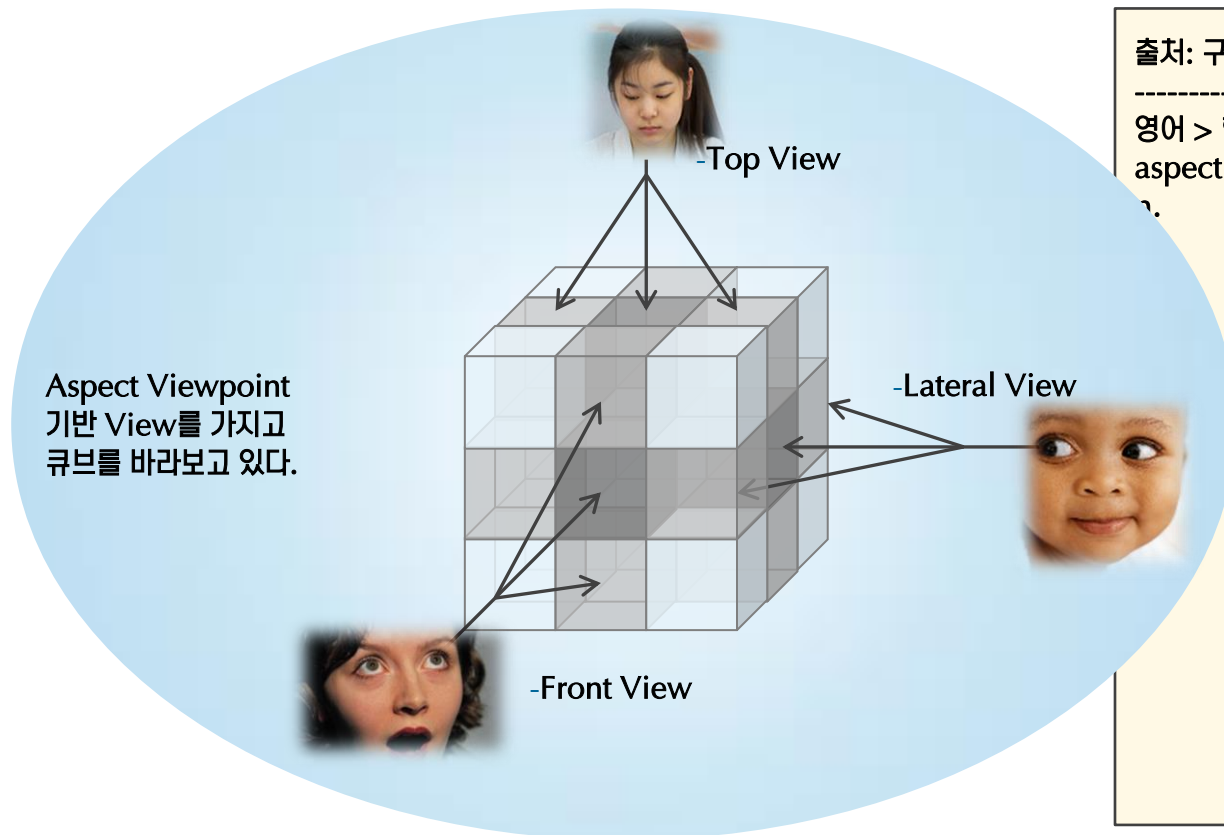 -Top View
Aspect Viewpoint
기반 View를 가지고
큐브를 바라보고 있다.
-Lateral View
-Front View
출처: 구
----------
영어 >
aspect